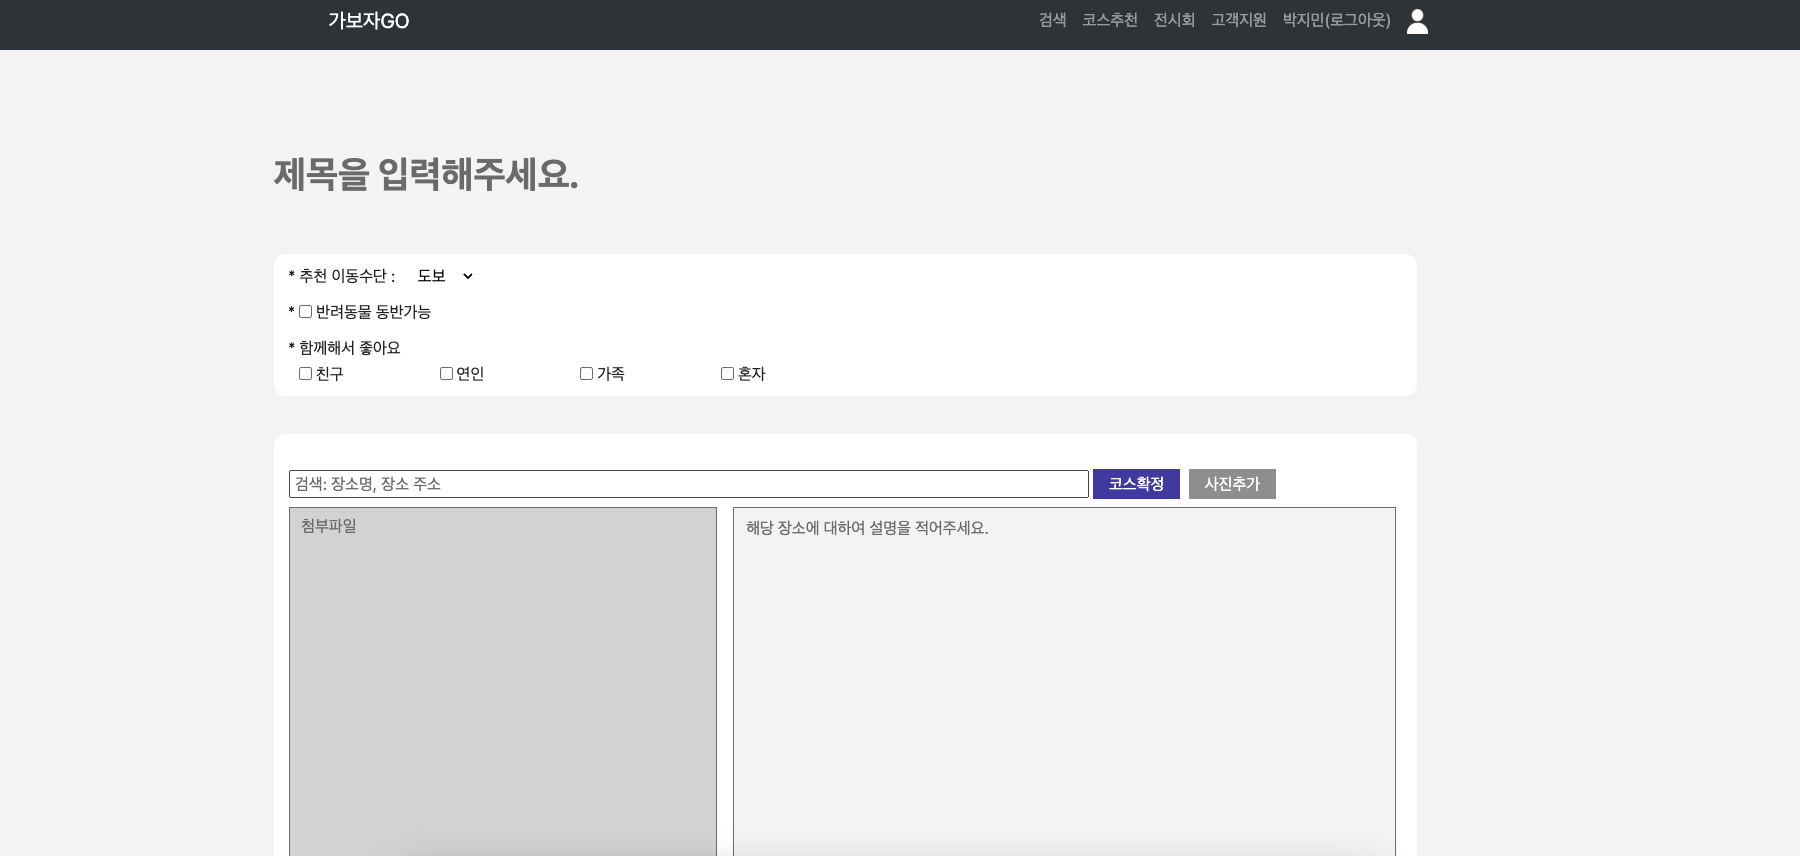 가보자GO 검색 코스추천 전시회 고객지원 박지민(로그아웃)
제목을 입력해주세요.
* 추천 이동수단 : 도보
* 반려동물 동반가능
* 함께해서 좋아요
친구 연인 가족 혼자
검색: 장소명, 장소 주소 코스확정 사진추가
첨부파일 해당 장소에 대하여 설명을 적어주세요.